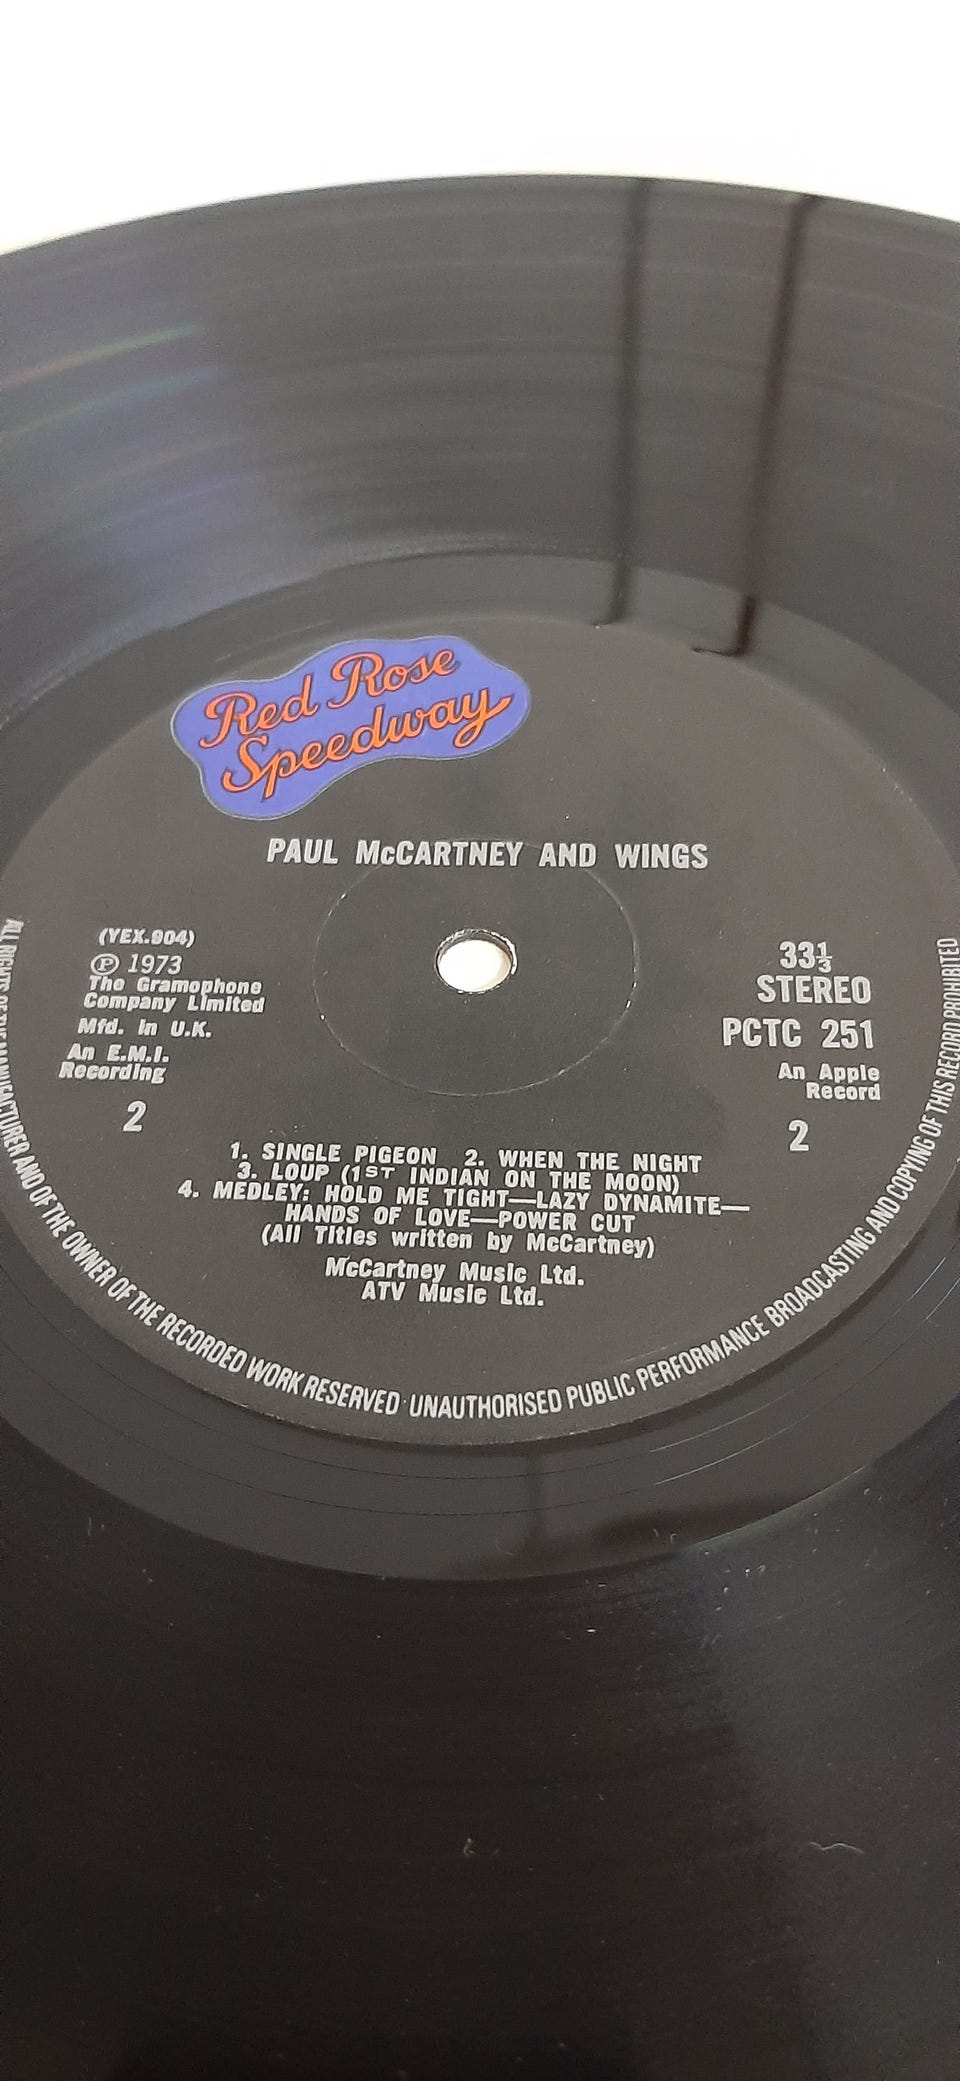 Red Rose
Speedway
PAUL McCARTNEY AND WINGS
(YEX.904)
Ⓟ 1973
The Gramophone
Company Limited
Mfd. In U.K.
An E.M.I.
Recording
2
33⅓
STEREO
PCTC 251
An Apple
Record
2
1. SINGLE PIGEON 2. WHEN THE NIGHT
3. LOUP (1ST INDIAN ON THE MOON)
4. MEDLEY: HOLD ME TIGHT—LAZY DYNAMITE—
HANDS OF LOVE—POWER CUT
(All Titles written by McCartney)
McCartney Music Ltd.
ATV Music Ltd.
ALL RIGHTS OF THE MANUFACTURER AND OF THE OWNER OF THE RECORDED WORK RESERVED · UNAUTHORISED PUBLIC PERFORMANCE BROADCASTING AND COPYING OF THIS RECORD PROHIBITED